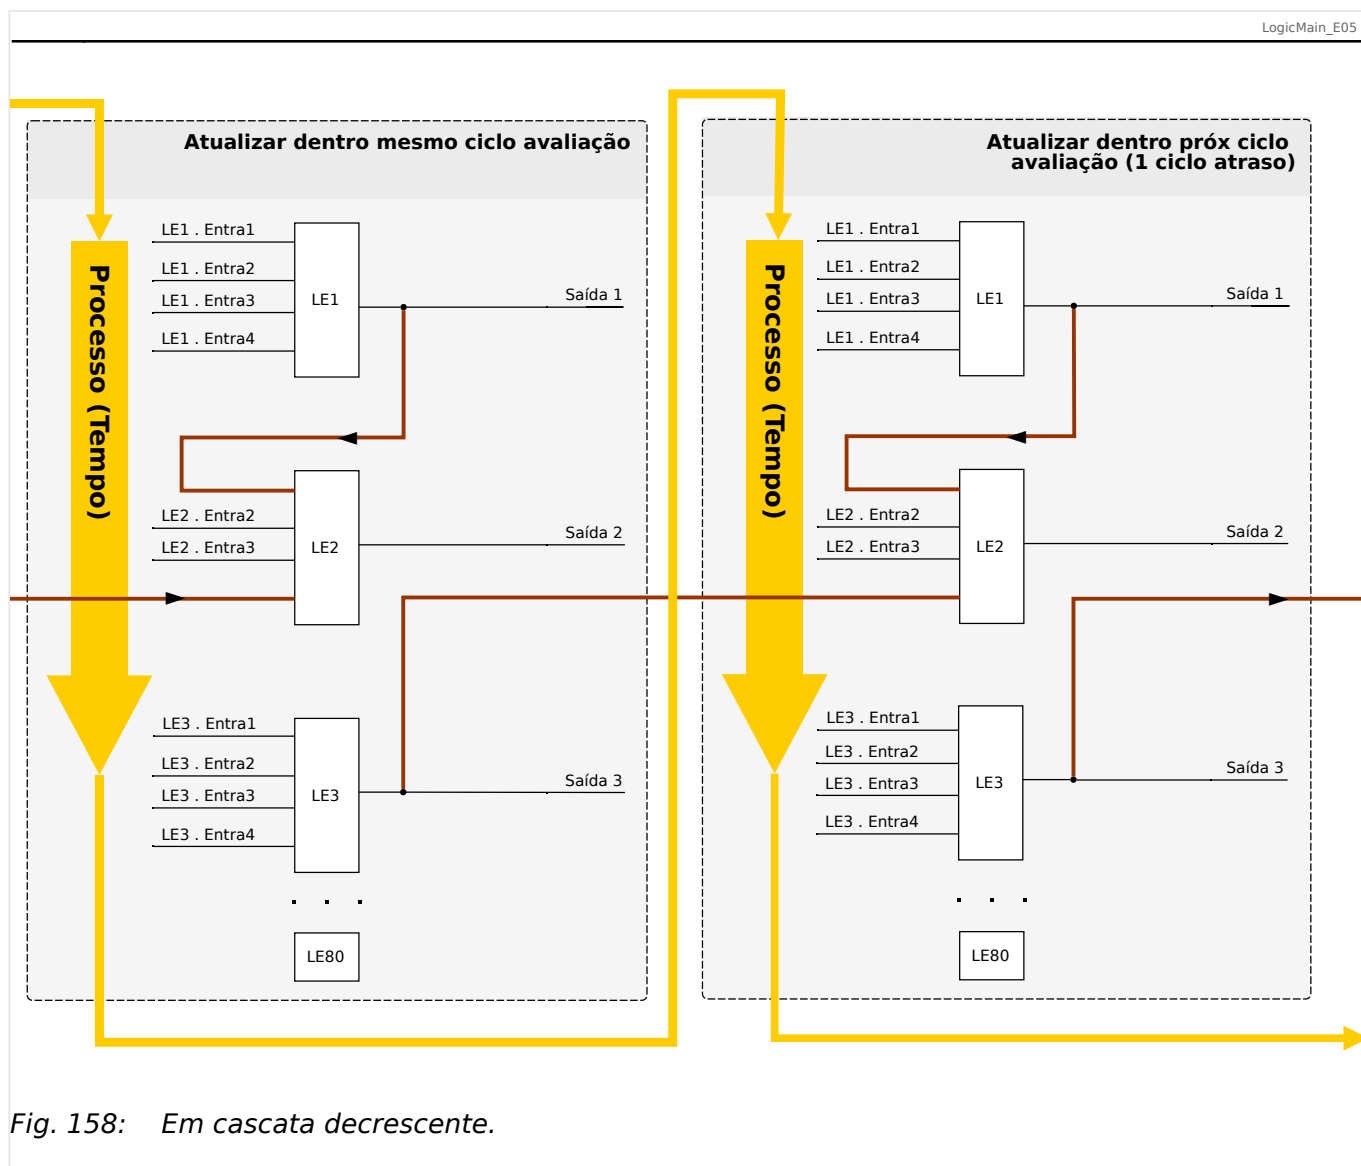 LogicMain_E05
Atualizar dentro mesmo ciclo avaliação
Processo (Tempo)
LE1 . Entra1
LE1 . Entra2
LE1 . Entra3
LE1 . Entra4
LE1
Saída 1
LE2 . Entra2
LE2 . Entra3
LE2
Saída 2
LE3 . Entra1
LE3 . Entra2
LE3 . Entra3
LE3 . Entra4
LE3
Saída 3
. . .
LE80
Atualizar dentro próx ciclo
avaliação (1 ciclo atraso)
Processo (Tempo)
LE1 . Entra1
LE1 . Entra2
LE1 . Entra3
LE1 . Entra4
LE1
Saída 1
LE2 . Entra2
LE2 . Entra3
LE2
Saída 2
LE3 . Entra1
LE3 . Entra2
LE3 . Entra3
LE3 . Entra4
LE3
Saída 3
. . .
LE80
Fig. 158: Em cascata decrescente.